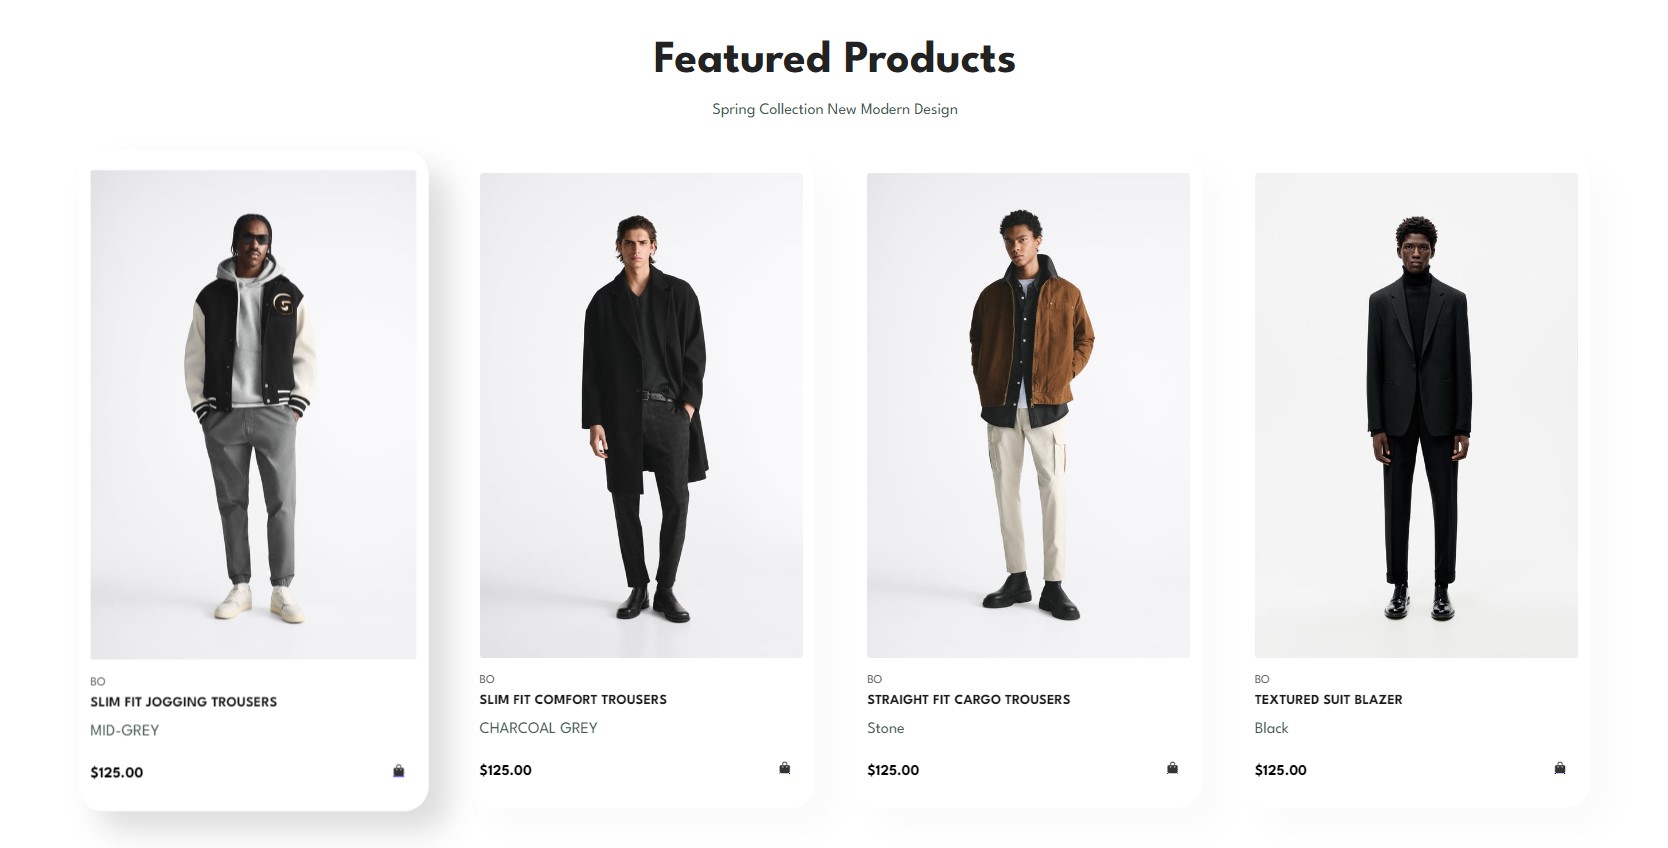 Featured Products
Spring Collection New Modern Design
BO
SLIM FIT JOGGING TROUSERS
MID-GREY
$125.00
BO
SLIM FIT COMFORT TROUSERS
CHARCOAL GREY
$125.00
BO
STRAIGHT FIT CARGO TROUSERS
Stone
$125.00
BO
TEXTURED SUIT BLAZER
Black
$125.00